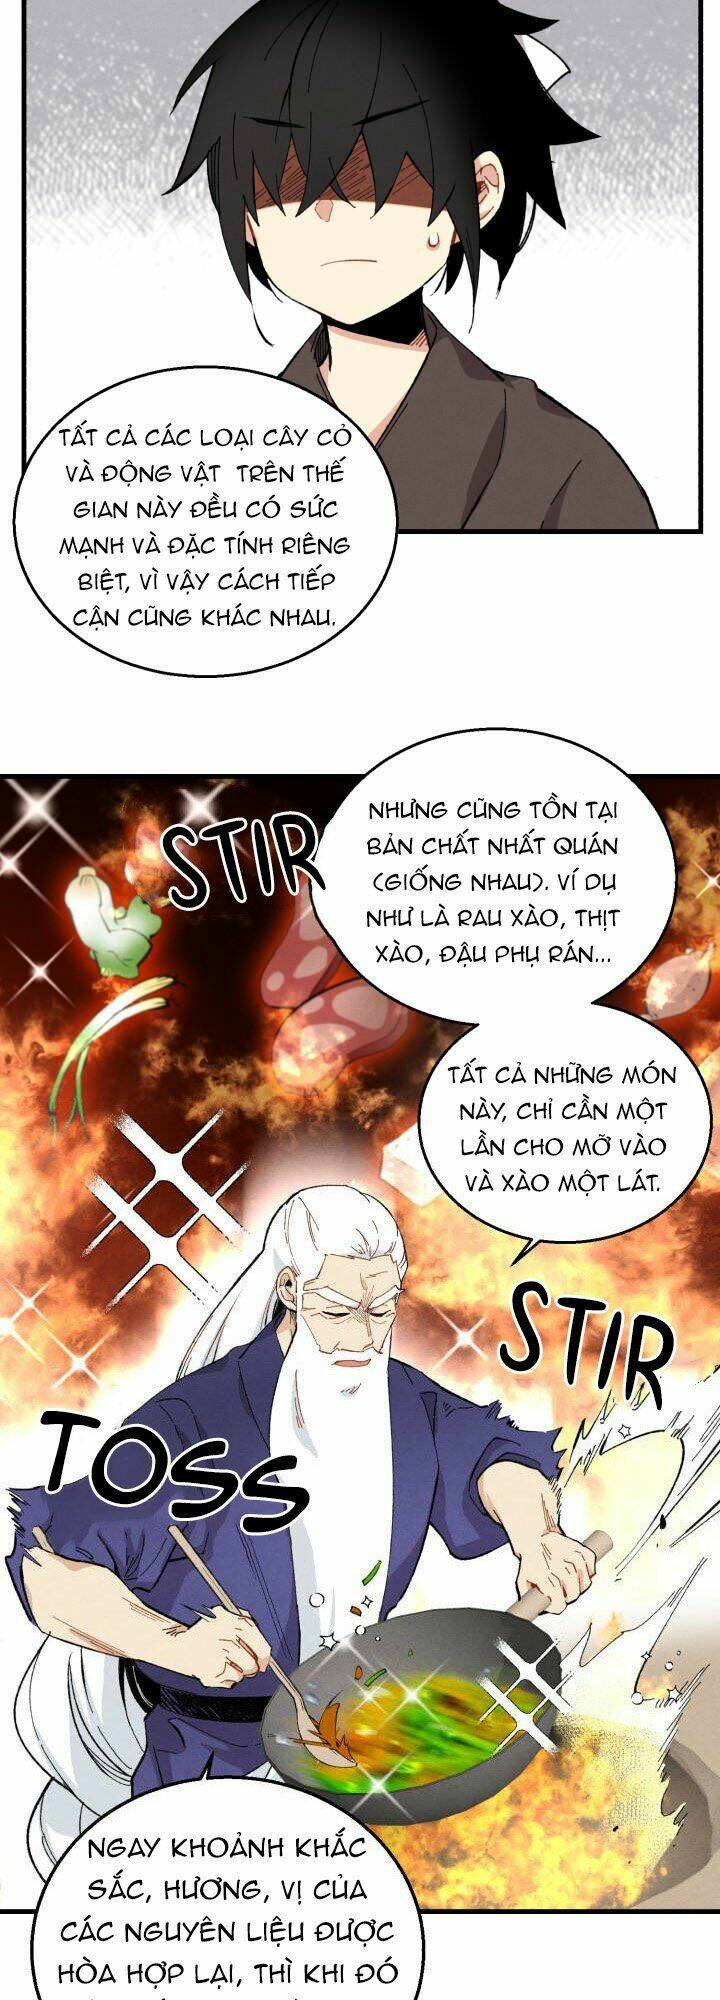 TẤT CẢ CÁC LOẠI CÂY CỎ
VÀ ĐỘNG VẬT TRÊN THẾ
GIAN NÀY ĐỀU CÓ SỨC
MẠNH VÀ ĐẶC TÍNH RIÊNG
BIỆT, VÌ VẬY CÁCH TIẾP
CẬN CŨNG KHÁC NHAU.
NHƯNG CŨNG TỒN TẠI
BẢN CHẤT NHẤT QUÁN
(GIỐNG NHAU). VÍ DỤ
NHƯ LÀ RAU XÀO, THỊT
XÀO, ĐẬU PHỤ RÁN...
STIR
TẤT CẢ NHỮNG MÓN
NÀY, CHỈ CẦN MỘT
LẦN CHO MỠ VÀO
VÀ XÀO MỘT LÁT.
STIR
TOSS
NGAY KHOẢNH KHẮC
SẮC, HƯƠNG, VỊ CỦA
CÁC NGUYÊN LIỆU ĐƯỢC
HÒA HỢP LẠI, THÌ KHI ĐÓ